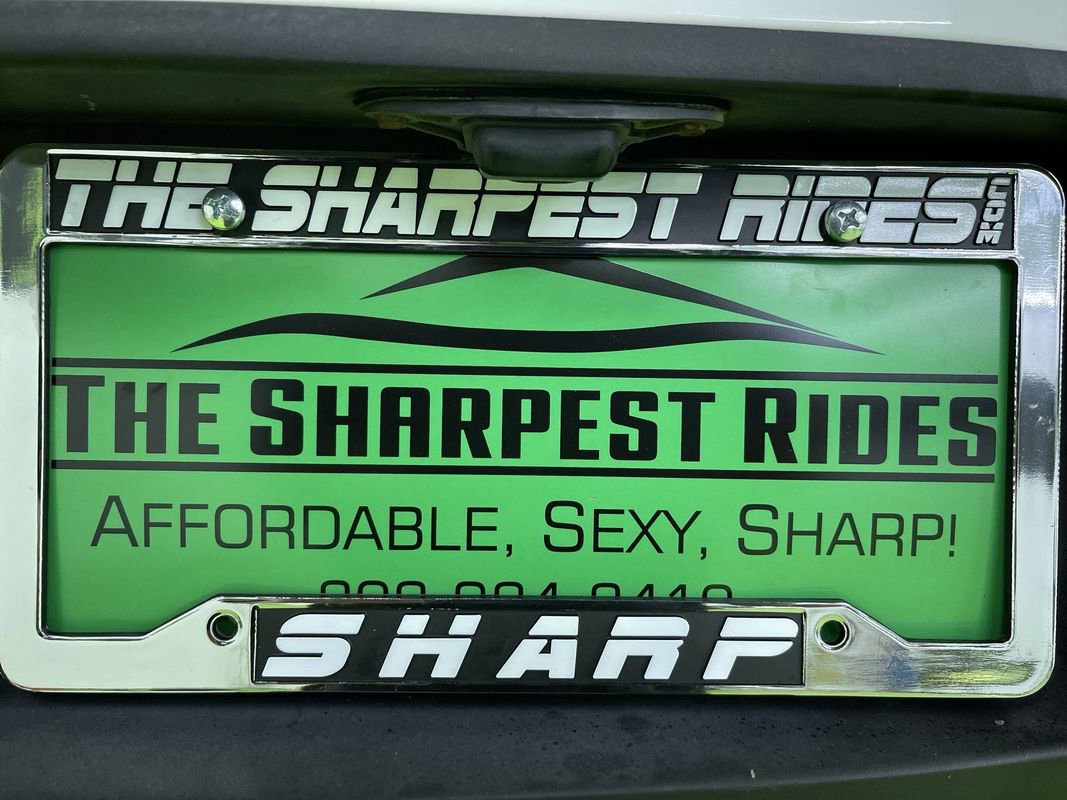 THE SHARPEST RIDES.COM
THE SHARPEST RIDES
AFFORDABLE, SEXY, SHARP!
SHARP